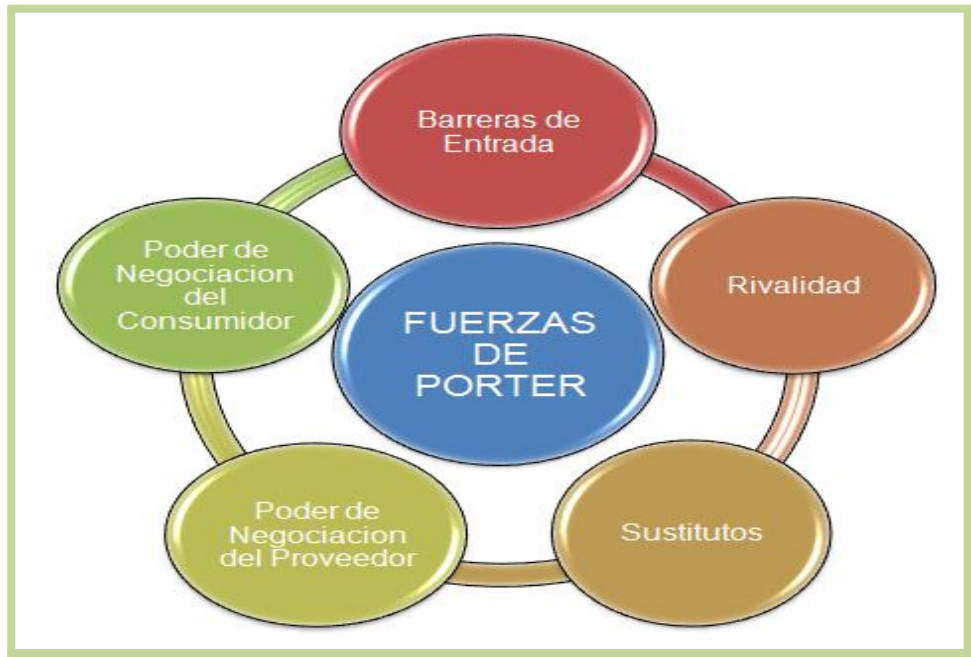 Barreras de
Entrada
Rivalidad
Sustitutos
Poder de
Negociacion
del Proveedor
Poder de
Negociacion
del
Consumidor
FUERZAS
DE
PORTER